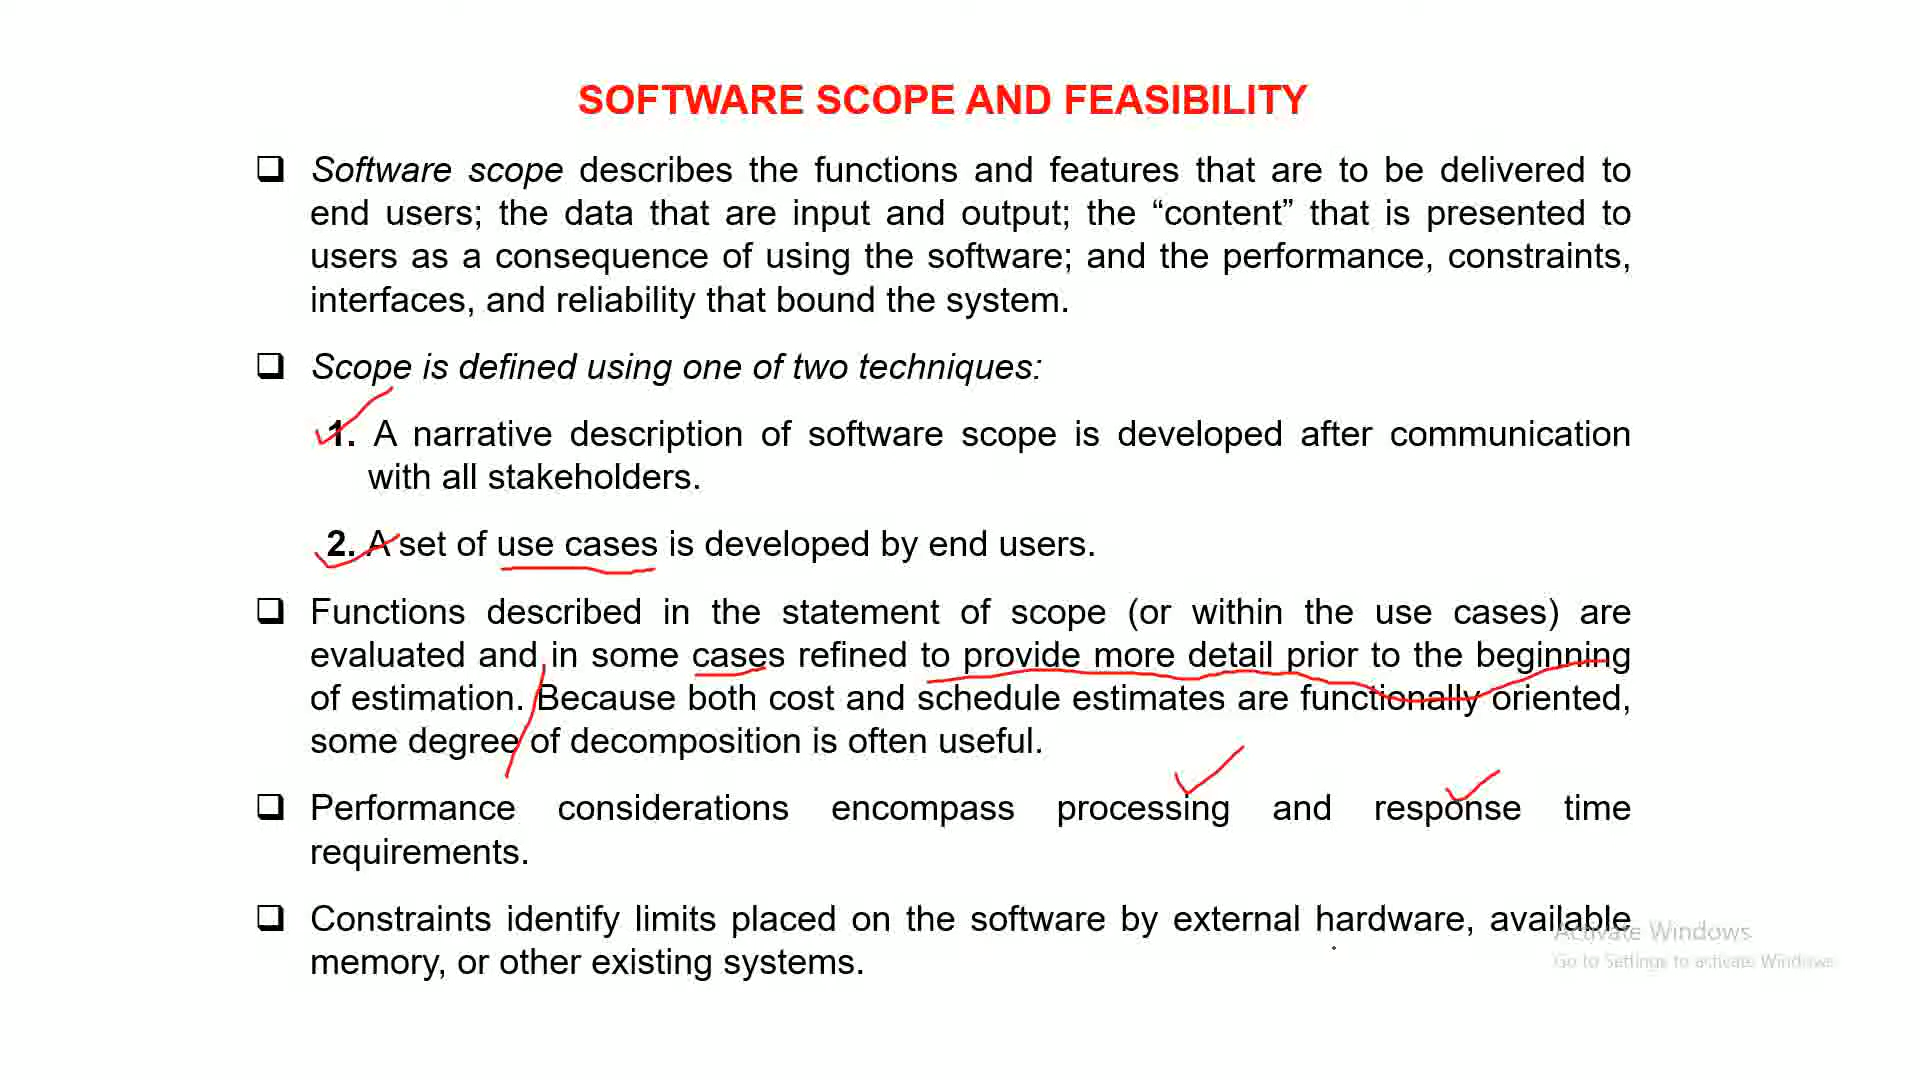 SOFTWARE SCOPE AND FEASIBILITY
Software scope describes the functions and features that are to be delivered to
end users; the data that are input and output; the “content” that is presented to
users as a consequence of using the software; and the performance, constraints,
interfaces, and reliability that bound the system.
Scope is defined using one of two techniques:
1. A narrative description of software scope is developed after communication
with all stakeholders.
2. A set of use cases is developed by end users.
Functions described in the statement of scope (or within the use cases) are
evaluated and in some cases refined to provide more detail prior to the beginning
of estimation. Because both cost and schedule estimates are functionally oriented,
some degree of decomposition is often useful.
Performance considerations encompass processing and response time
requirements.
Constraints identify limits placed on the software by external hardware, available
memory, or other existing systems.
Activate Windows
Go to Settings to activate Windows.